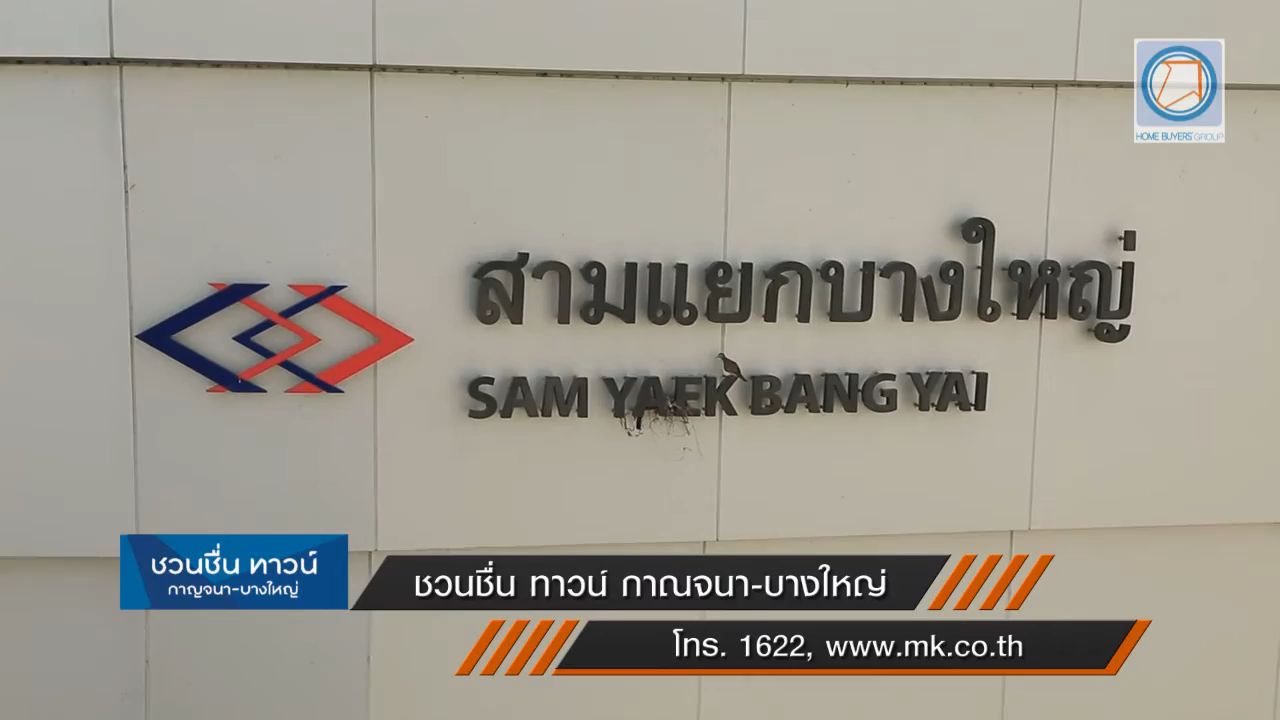 HOME BUYERS' GROUP
สามแยกบางใหญ่
SAM YAEK BANG YAI
ชวนชื่น ทาวน์
กาญจนา-บางใหญ่
ชวนชื่น ทาวน์ กาณจนา-บางใหญ่
โทร. 1622, www.mk.co.th